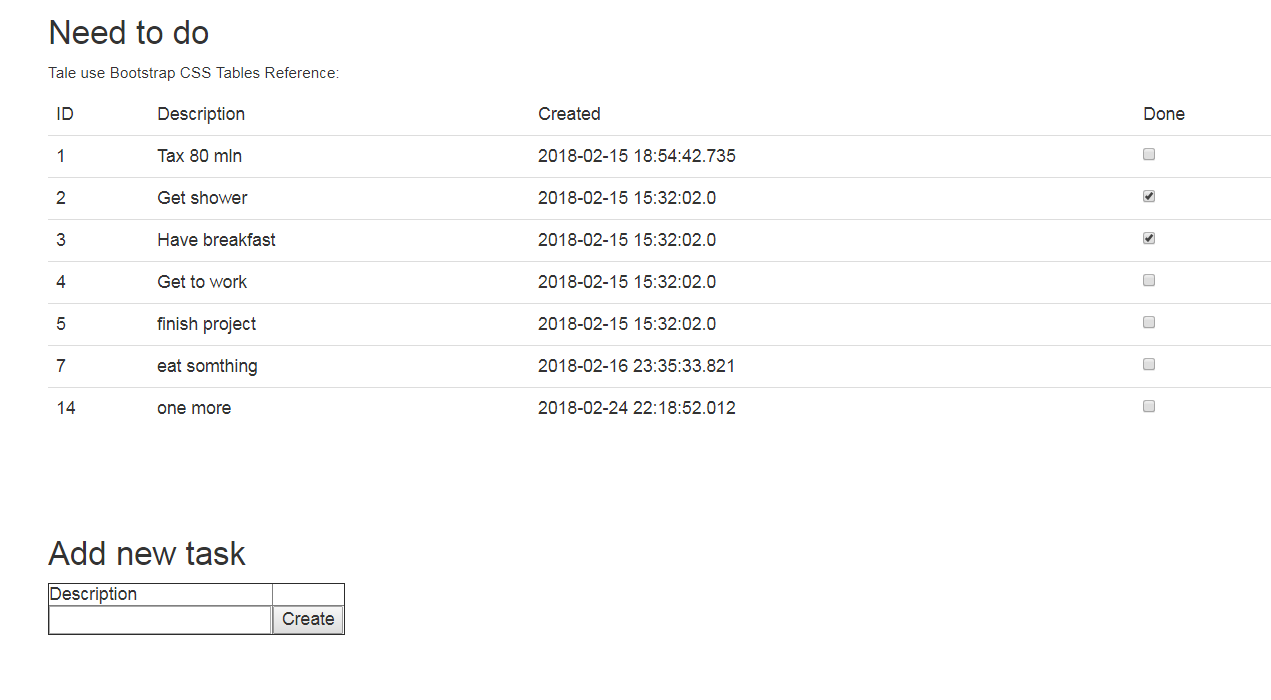 Need to do
Tale use Bootstrap CSS Tables Reference:
ID Description Created Done
1 Tax 80 mln 2018-02-15 18:54:42.735
2 Get shower 2018-02-15 15:32:02.0
3 Have breakfast 2018-02-15 15:32:02.0
4 Get to work 2018-02-15 15:32:02.0
5 finish project 2018-02-15 15:32:02.0
7 eat somthing 2018-02-16 23:35:33.821
14 one more 2018-02-24 22:18:52.012
Add new task
Description
Create